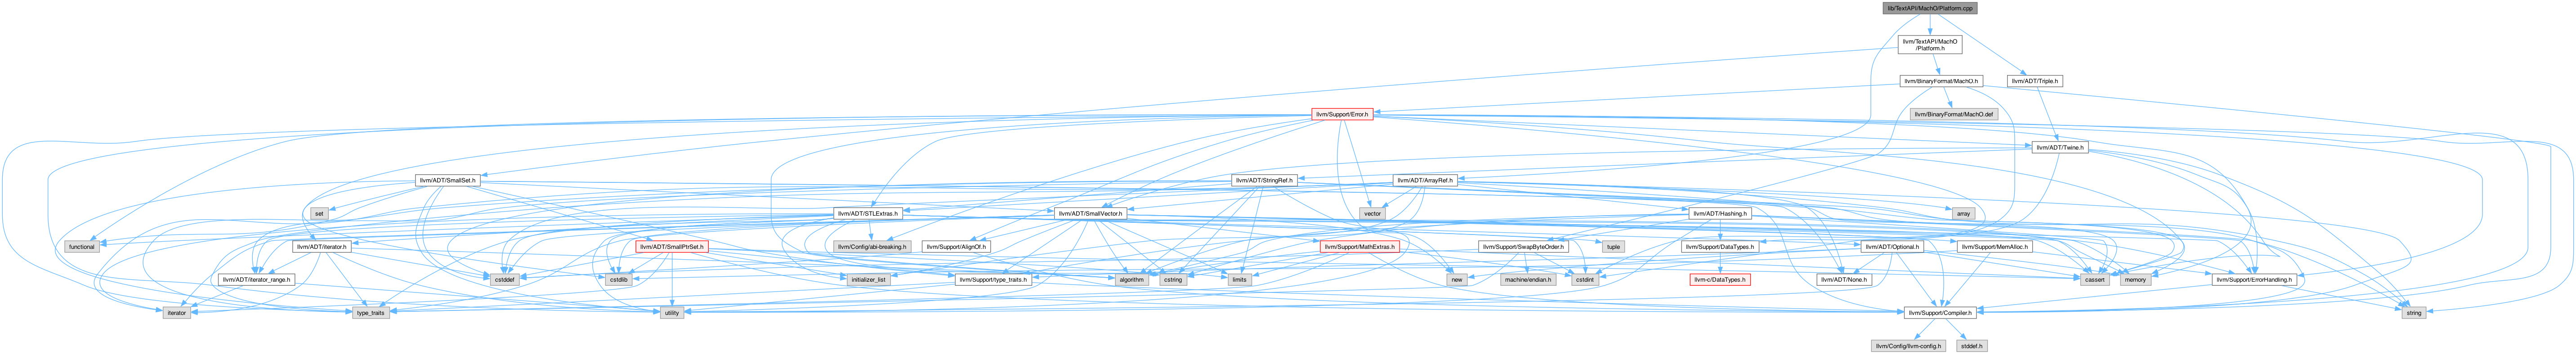 lib/TextAPI/MachO/Platform.cpp
llvm/TextAPI/MachO
/Platform.h
llvm/BinaryFormat/MachO.h
llvm/ADT/Triple.h
llvm/Support/Error.h
llvm/BinaryFormat/MachO.def
llvm/ADT/Twine.h
llvm/ADT/SmallSet.h
llvm/ADT/StringRef.h
llvm/ADT/ArrayRef.h
set
llvm/ADT/STLExtras.h
llvm/ADT/SmallVector.h
vector
llvm/ADT/Hashing.h
array
functional
llvm/ADT/iterator.h
llvm/ADT/SmallPtrSet.h
llvm/Config/abi-breaking.h
llvm/Support/AlignOf.h
llvm/Support/MathExtras.h
tuple
llvm/Support/SwapByteOrder.h
llvm/Support/DataTypes.h
llvm/ADT/Optional.h
llvm/Support/MemAlloc.h
llvm/ADT/iterator_range.h
cstddef
cstdlib
initializer_list
llvm/Support/type_traits.h
algorithm
cstring
limits
new
machine/endian.h
cstdint
llvm-c/DataTypes.h
llvm/ADT/None.h
cassert
memory
llvm/Support/ErrorHandling.h
iterator
type_traits
utility
llvm/Support/Compiler.h
string
llvm/Config/llvm-config.h
stddef.h